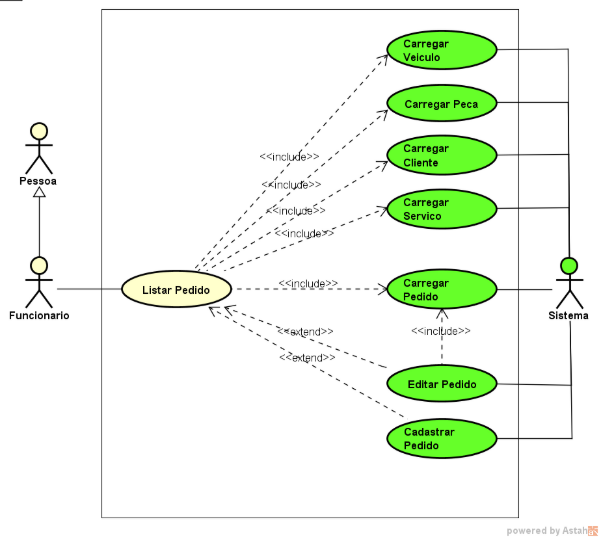 Carregar
Veiculo
Carregar Peca
Pessoa
<<include>>
Carregar
Cliente
<<include>>
<<include>>
Carregar
Servico
<<include>>
Funcionario
Listar Pedido
<<include>>
Carregar
Pedido
Sistema
<<extend>>
<<include>>
<<extend>>
Editar Pedido
Cadastrar
Pedido
powered by Astah